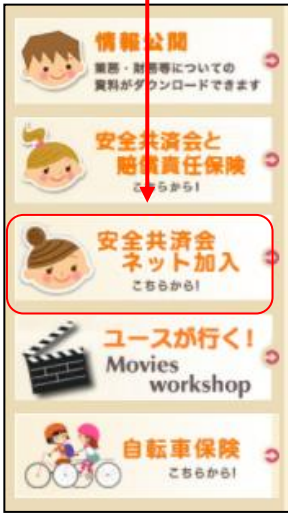 情報公開
業務・財務等についての
資料がダウンロードできます
安全共済会と
賠償責任保険
こちらから!
安全共済会
ネット加入
こちらから!
ユースが行く!
Movies
workshop
自転車保険
こちらから!